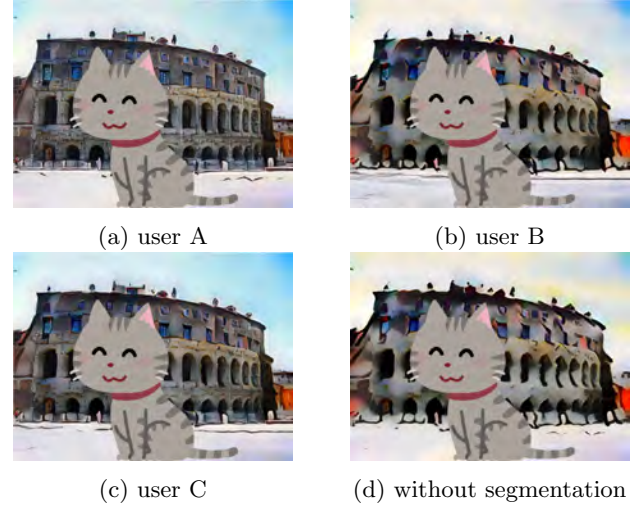 (a) user A
(b) user B
(c) user C
(d) without segmentation